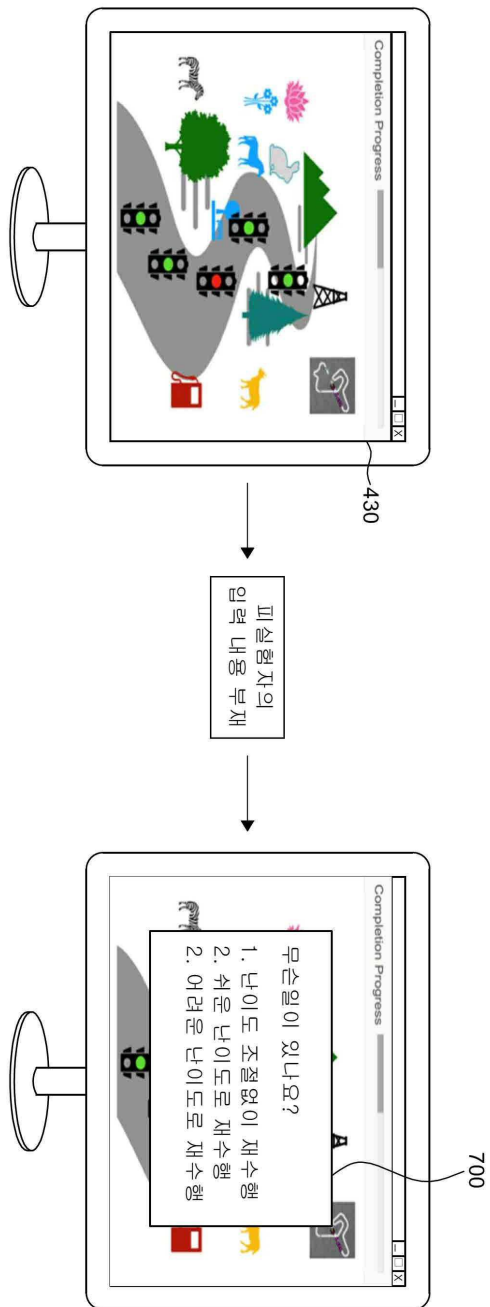 Completion Progress
430
피실험자의
입력 내용 부재
Completion Progress
무슨일이 있나요?
1. 난이도 조절없이 재수행
2. 쉬운 난이도로 재수행
2. 어려운 난이도로 재수행
700